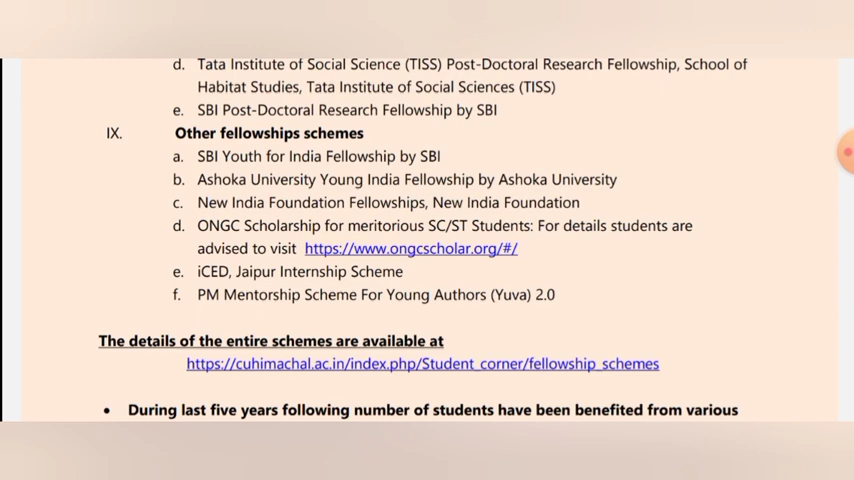 d. Tata Institute of Social Science (TISS) Post-Doctoral Research Fellowship, School of
Habitat Studies, Tata Institute of Social Sciences (TISS)
e. SBI Post-Doctoral Research Fellowship by SBI
IX. Other fellowships schemes
a. SBI Youth for India Fellowship by SBI
b. Ashoka University Young India Fellowship by Ashoka University
c. New India Foundation Fellowships, New India Foundation
d. ONGC Scholarship for meritorious SC/ST Students: For details students are
advised to visit https://www.ongcscholar.org/#/
e. iCED, Jaipur Internship Scheme
f. PM Mentorship Scheme For Young Authors (Yuva) 2.0
The details of the entire schemes are available at
https://cuhimachal.ac.in/index.php/Student_corner/fellowship_schemes
• During last five years following number of students have been benefited from various